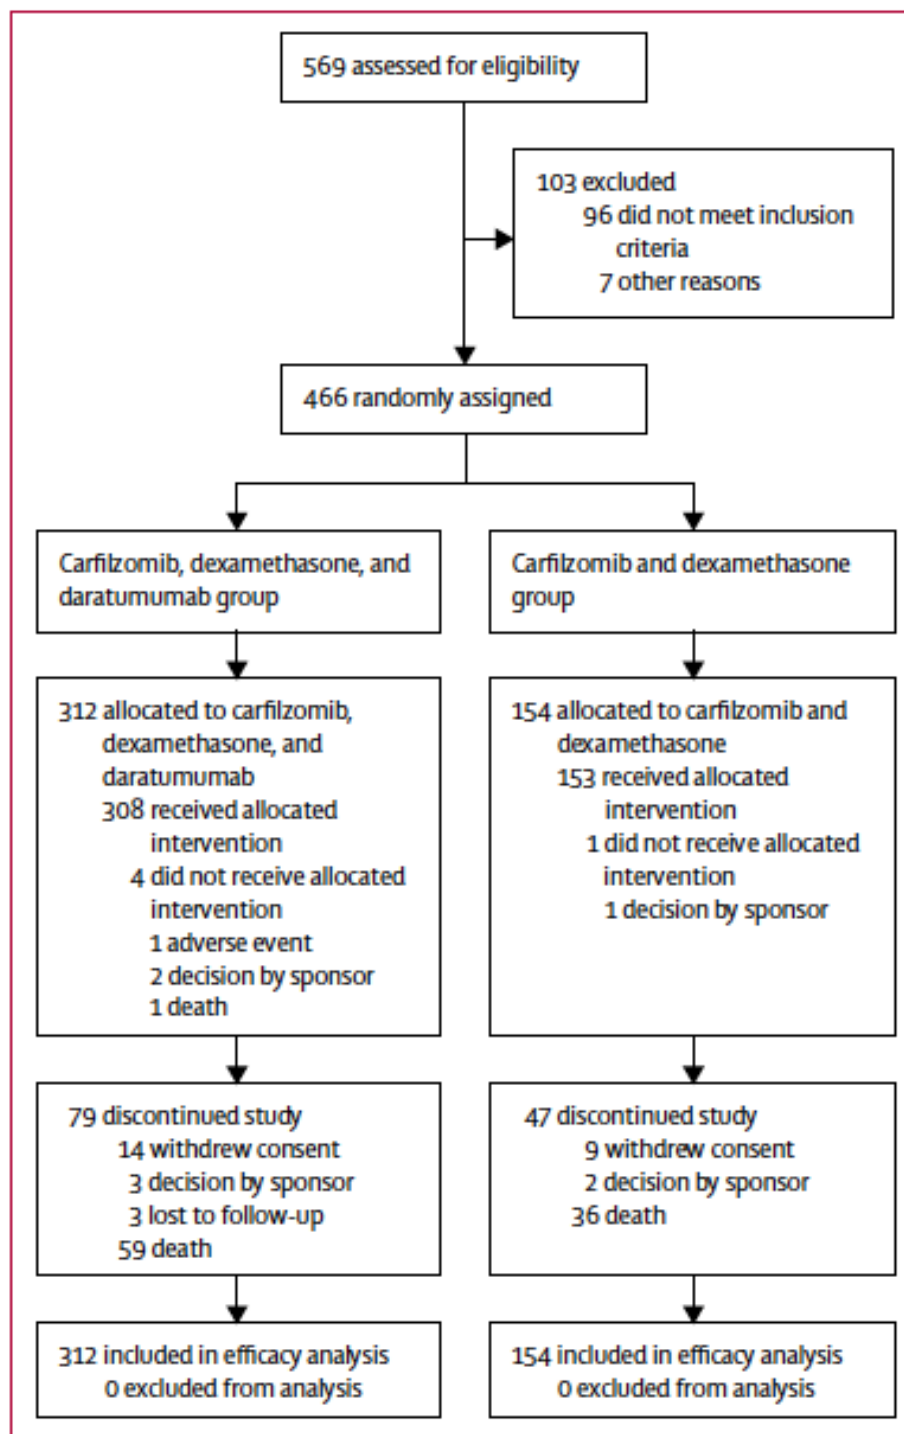 569 assessed for eligibility
103 excluded
96 did not meet inclusion
criteria
7 other reasons
466 randomly assigned
Carfilzomib, dexamethasone, and
daratumumab group
Carfilzomib and dexamethasone
group
312 allocated to carfilzomib,
dexamethasone, and
daratumumab
308 received allocated
intervention
4 did not receive allocated
intervention
1 adverse event
2 decision by sponsor
1 death
154 allocated to carfilzomib and
dexamethasone
153 received allocated
intervention
1 did not receive allocated
intervention
1 decision by sponsor
79 discontinued study
14 withdrew consent
3 decision by sponsor
3 lost to follow-up
59 death
47 discontinued study
9 withdrew consent
2 decision by sponsor
36 death
312 included in efficacy analysis
0 excluded from analysis
154 included in efficacy analysis
0 excluded from analysis